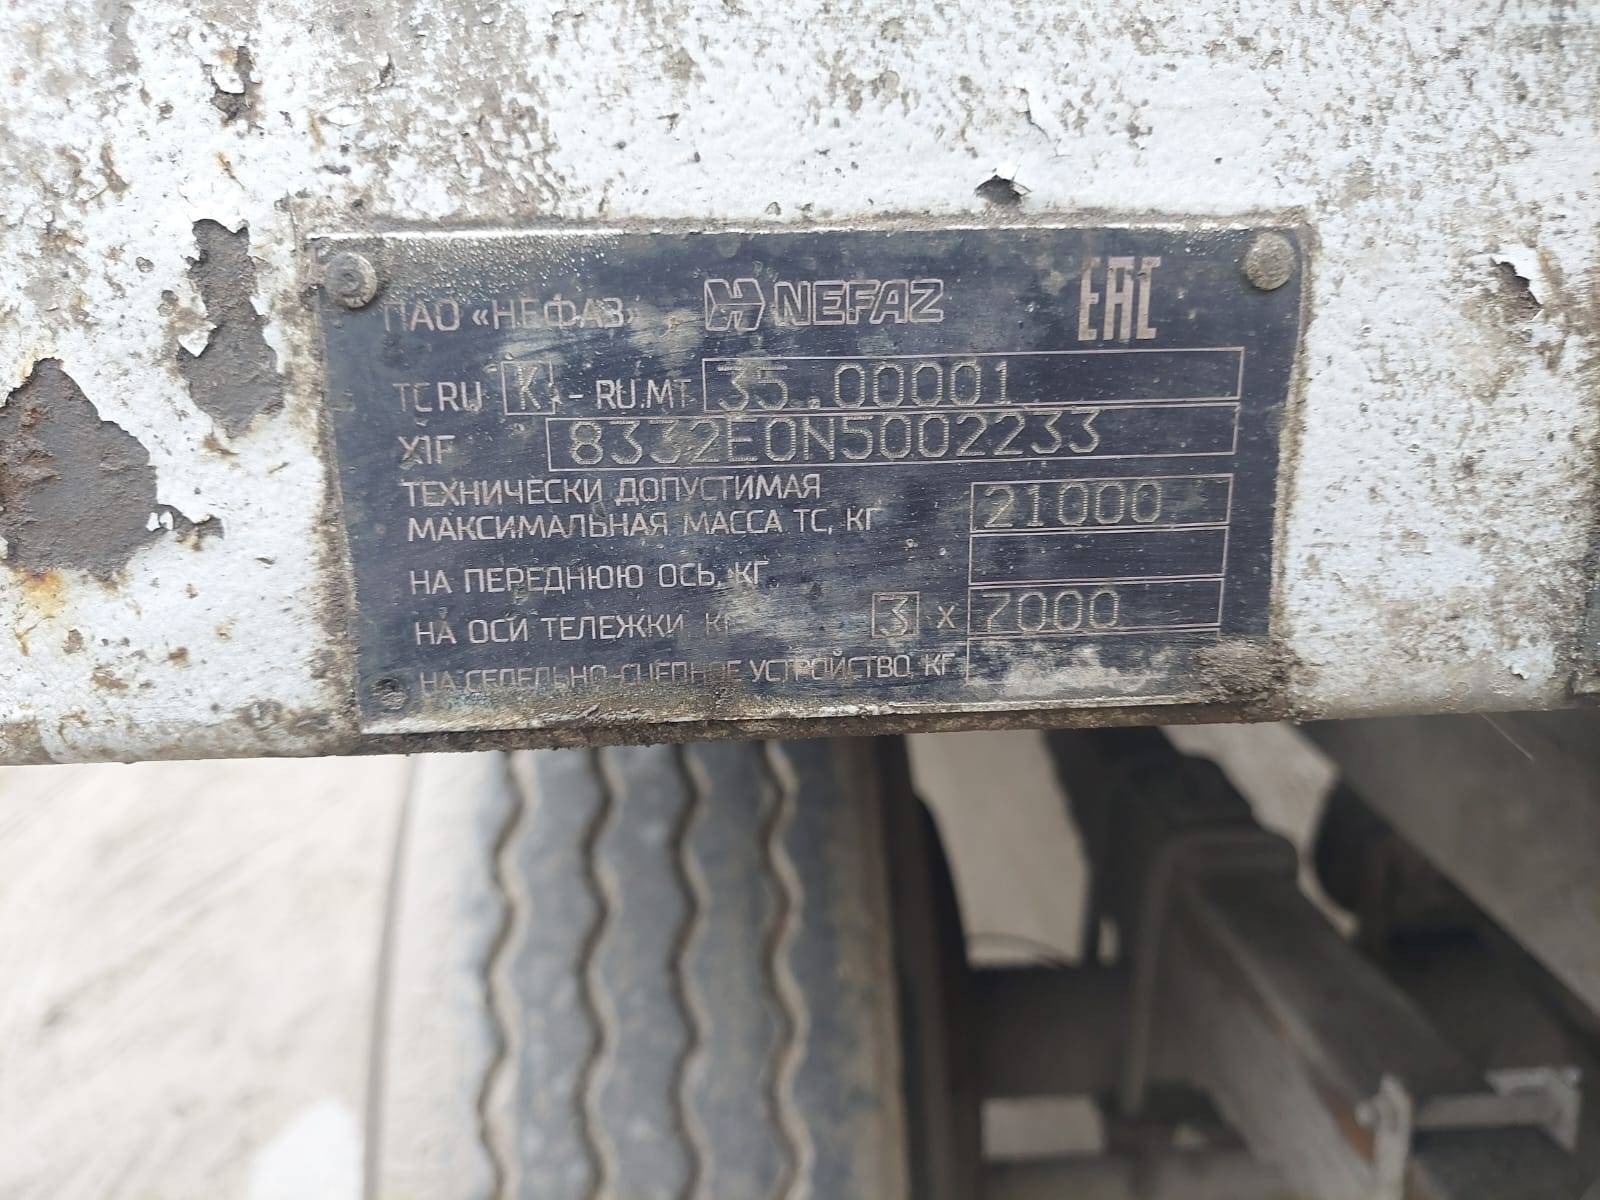 ПАО «НЕФАЗ» NEFAZ EAC
TC RU K - RU.MT 35.00001
X1F 8332E0N5002233
ТЕХНИЧЕСКИ ДОПУСТИМАЯ
МАКСИМАЛЬНАЯ МАССА ТС, КГ 21000
НА ПЕРЕДНЮЮ ОСЬ, КГ
НА ОСИ ТЕЛЕЖКИ, КГ 3 x 7000
НА СЕДЕЛЬНО-СЦЕПНОЕ УСТРОЙСТВО, КГ